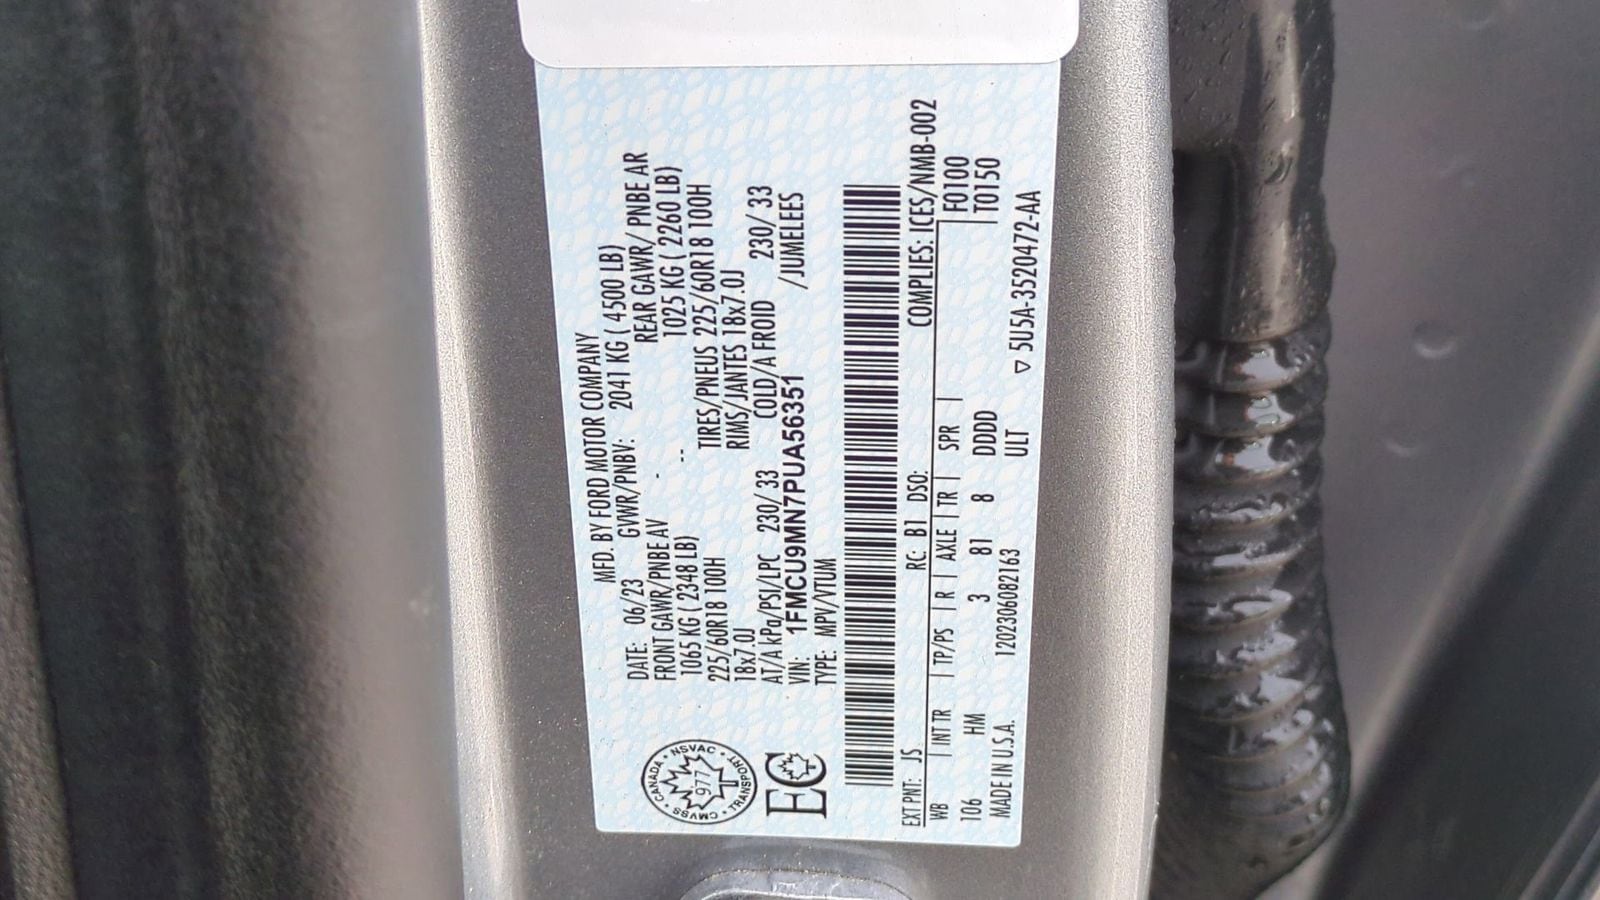 MFD. BY FORD MOTOR COMPANY
DATE: 06/23 GVWR/PNBV: 2041 KG ( 4500 LB)
FRONT GAWR/PNBE AV - REAR GAWR/ PNBE AR
1065 KG ( 2348 LB) -- 1025 KG ( 2260 LB)
225/60R18 100H TIRES/PNEUS 225/60R18 100H
18x7.0J RIMS/JANTES 18x7.0J
AT/A kPa/PSI/LPC 230/ 33 COLD/A FROID 230/ 33
VIN: 1FMCU9MN7PUA56351 /JUMELEES
TYPE: MPV/VTUM
CANADA • NSVAC • TRANSPORT • CMVSS •
977
EC
COMPLIES: ICES/NMB-002
EXT PNT: JS RC: B1 DSO: F0100
WB | INT TR | TP/PS | R | AXLE | TR | SPR | T0150
106 HM 3 81 8 DDDD
ULT
MADE IN U.S.A. 1202306082163 ▽ 5U5A-3520472-AA